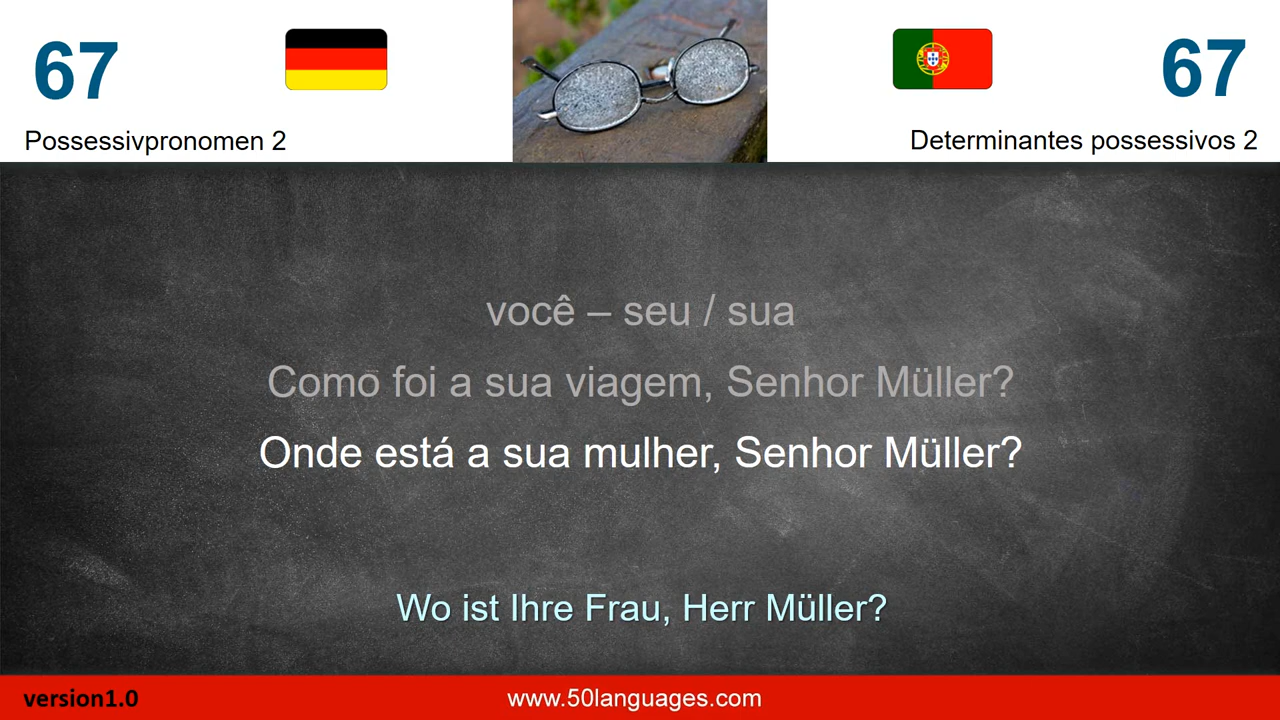 67
67
Possessivpronomen 2
Determinantes possessivos 2
você – seu / sua
Como foi a sua viagem, Senhor Müller?
Onde está a sua mulher, Senhor Müller?
Wo ist Ihre Frau, Herr Müller?
version1.0
www.50languages.com